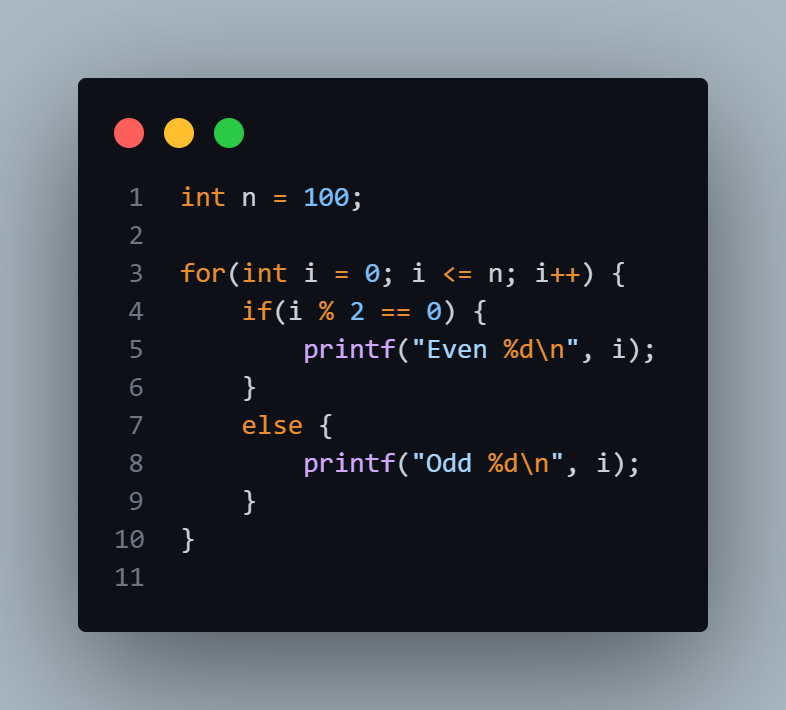 1 int n = 100;
2
3 for(int i = 0; i <= n; i++) {
4     if(i % 2 == 0) {
5         printf("Even %d\n", i);
6     }
7     else {
8         printf("Odd %d\n", i);
9     }
10 }
11